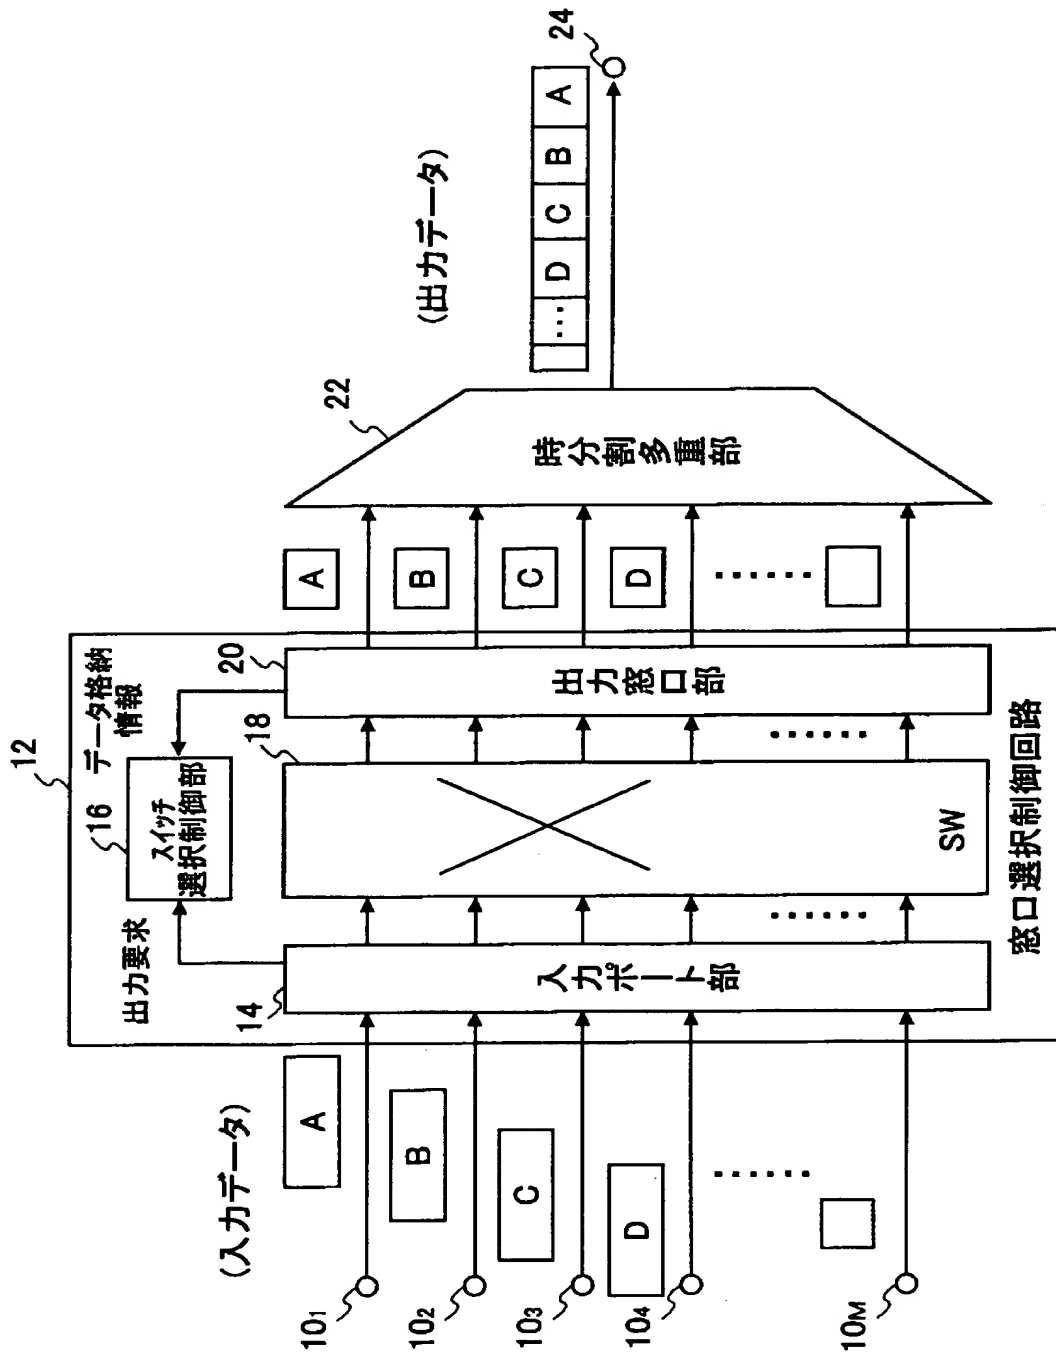 (入力データ)
10₁
10₂
10₃
10₄
10M
A
B
C
D
......
12
14
入力ポート部
出力要求
16
スイッチ
選択制御部
データ格納
情報
18
SW
......
20
出力窓口部
......
窓口選択制御回路
A
B
C
D
......
22
時分割多重部
(出力データ)
... D C B A
24